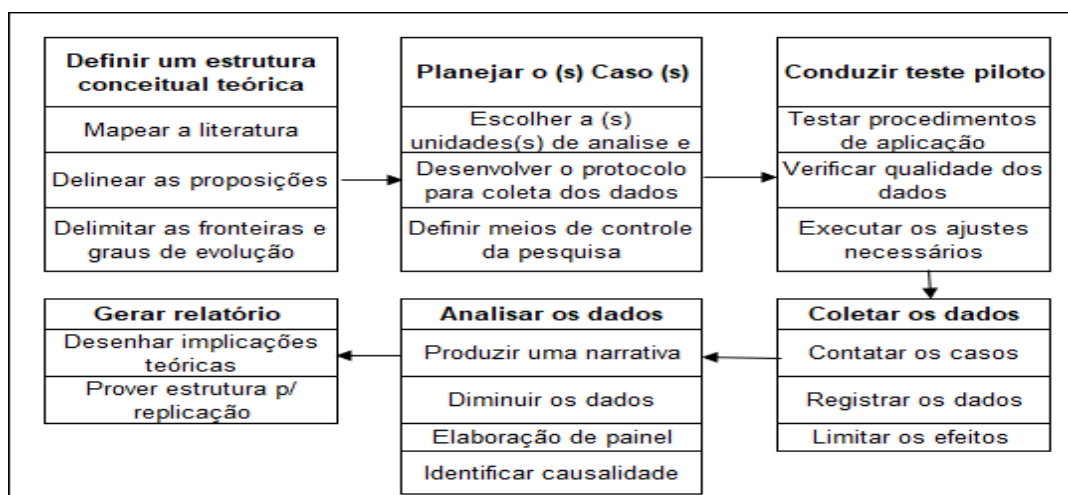 Definir um estrutura
conceitual teórica
Mapear a literatura
Delinear as proposições
Delimitar as fronteiras e
graus de evolução
Planejar o (s) Caso (s)
Escolher a (s)
unidades(s) de analise e
Desenvolver o protocolo
para coleta dos dados
Definir meios de controle
da pesquisa
Conduzir teste piloto
Testar procedimentos
de aplicação
Verificar qualidade dos
dados
Executar os ajustes
necessários
Coletar os dados
Contatar os casos
Registrar os dados
Limitar os efeitos
Analisar os dados
Produzir uma narrativa
Diminuir os dados
Elaboração de painel
Identificar causalidade
Gerar relatório
Desenhar implicações
teóricas
Prover estrutura p/
replicação